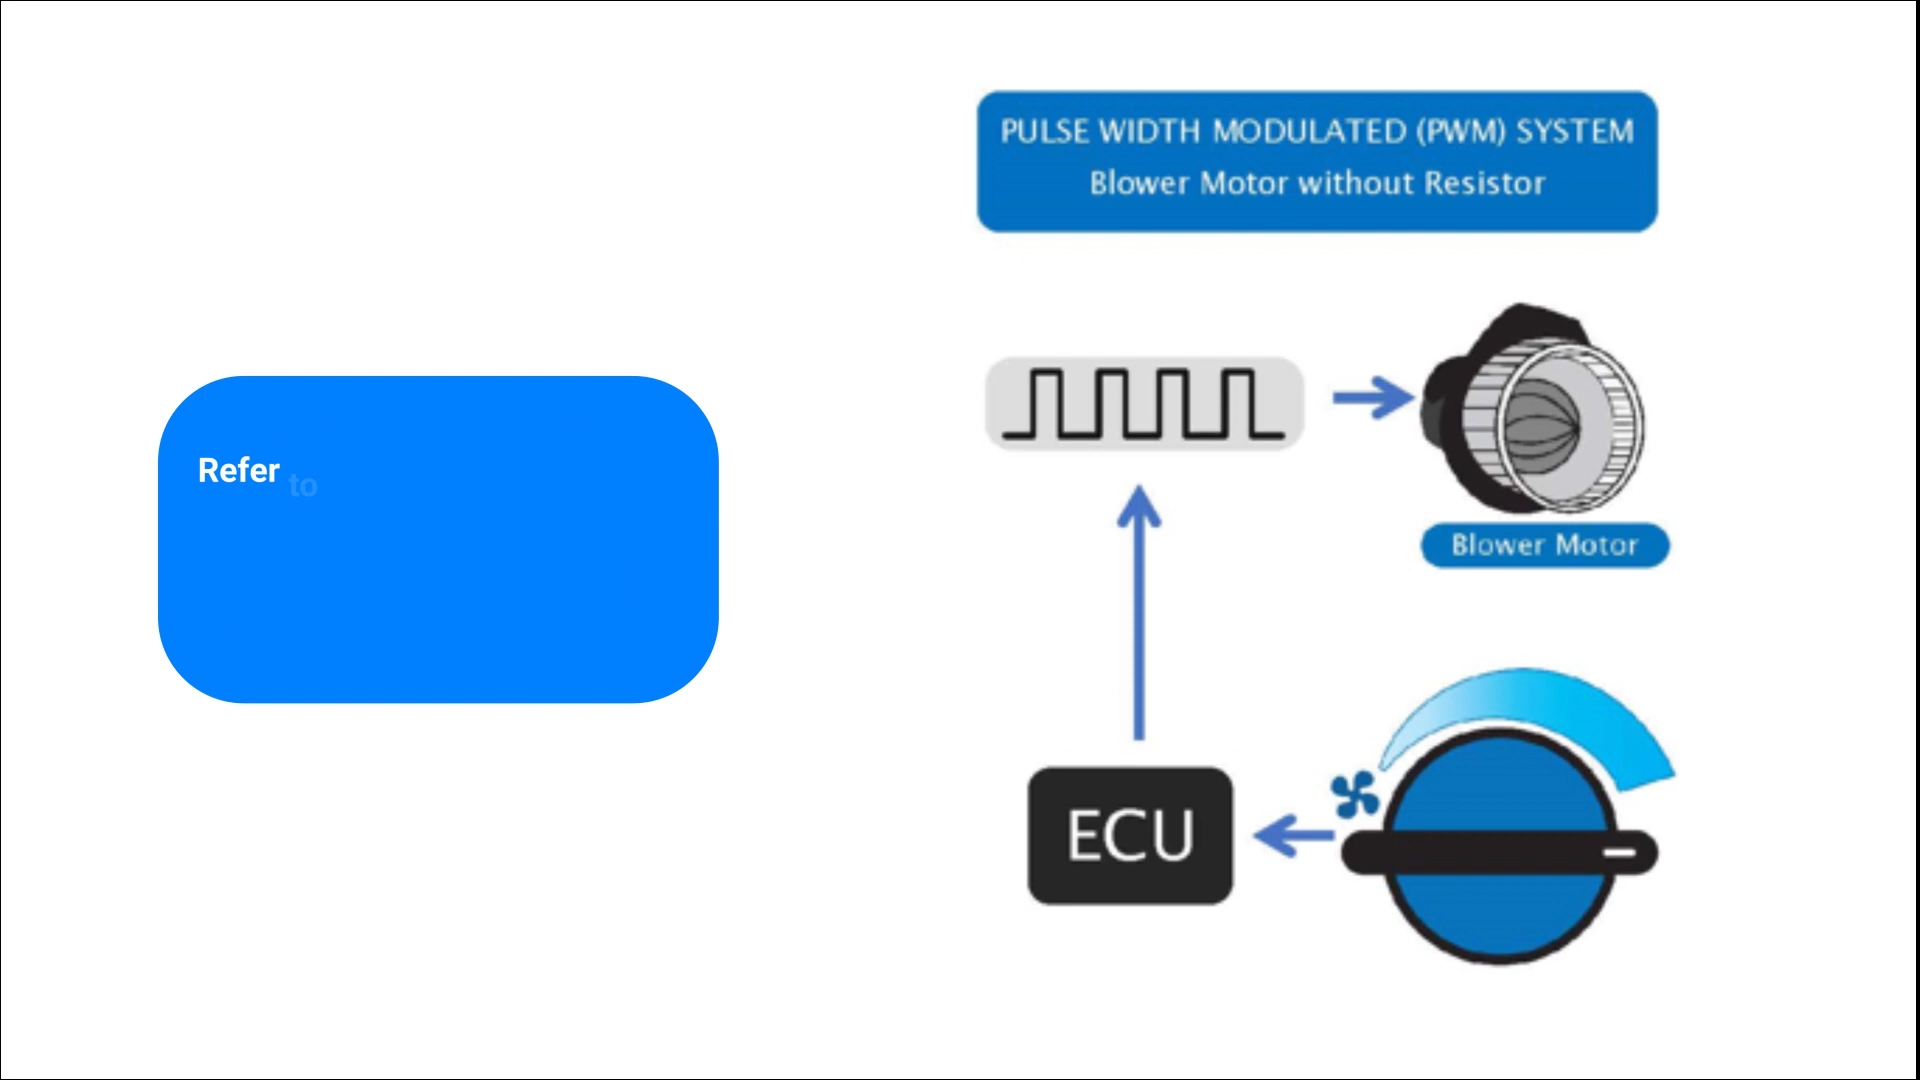 Refer to
PULSE WIDTH MODULATED (PWM) SYSTEM
Blower Motor without Resistor
Blower Motor
ECU